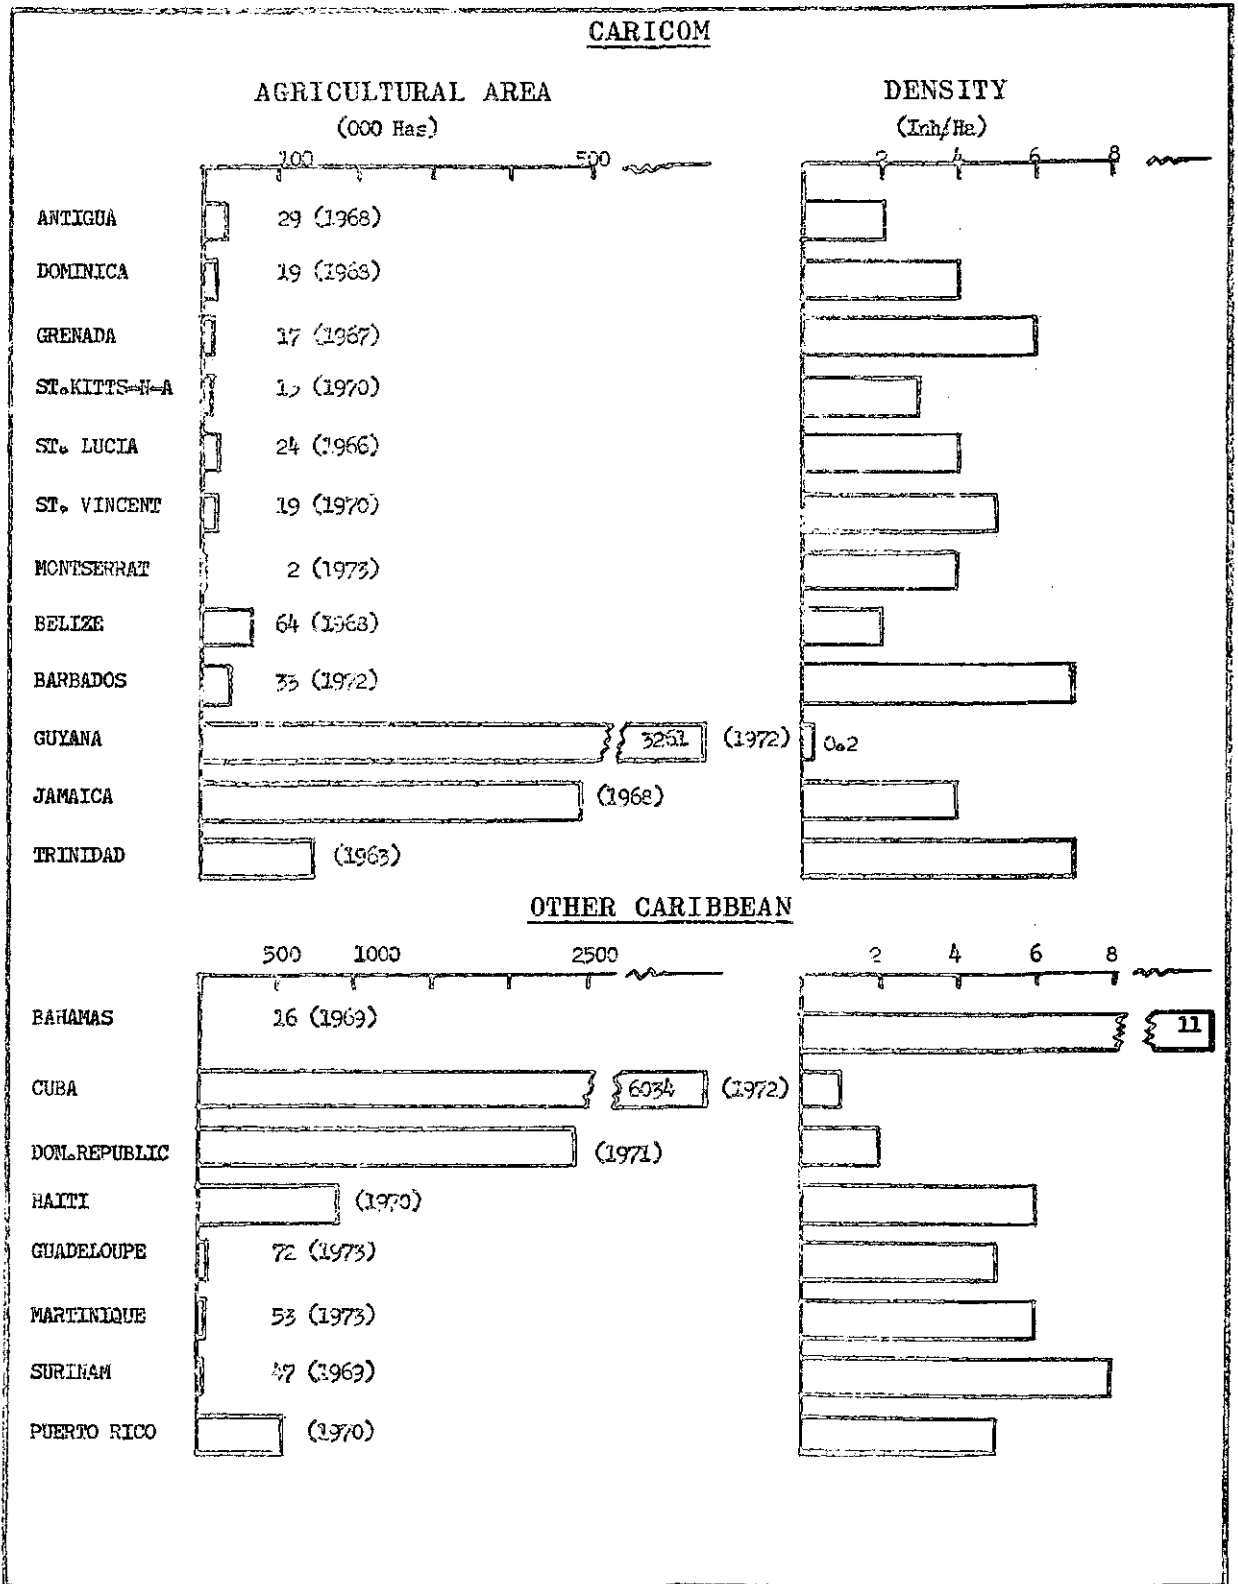 CARICOM
AGRICULTURAL AREA DENSITY
(000 Has) (Inh/Ha)
100 500 2 4 6 8
ANTIGUA 29 (1968)
DOMINICA 19 (1968)
GRENADA 17 (1967)
ST.KITTS-N-A (1970)
ST. LUCIA 24 (1966)
ST. VINCENT 19 (1970)
MONTSERRAT 2 (1973)
BELIZE 64 (1968)
BARBADOS 33 (1972)
GUYANA 3261 (1972) 0.2
JAMAICA (1968)
TRINIDAD (1963)
OTHER CARIBBEAN
500 1000 2500 2 4 6 8
BAHAMAS 16 (1969) 11
CUBA 6034 (1972)
DOM.REPUBLIC (1971)
HAITI (1970)
GUADELOUPE 72 (1973)
MARTINIQUE 53 (1973)
SURINAM 47 (1969)
PUERTO RICO (1970)